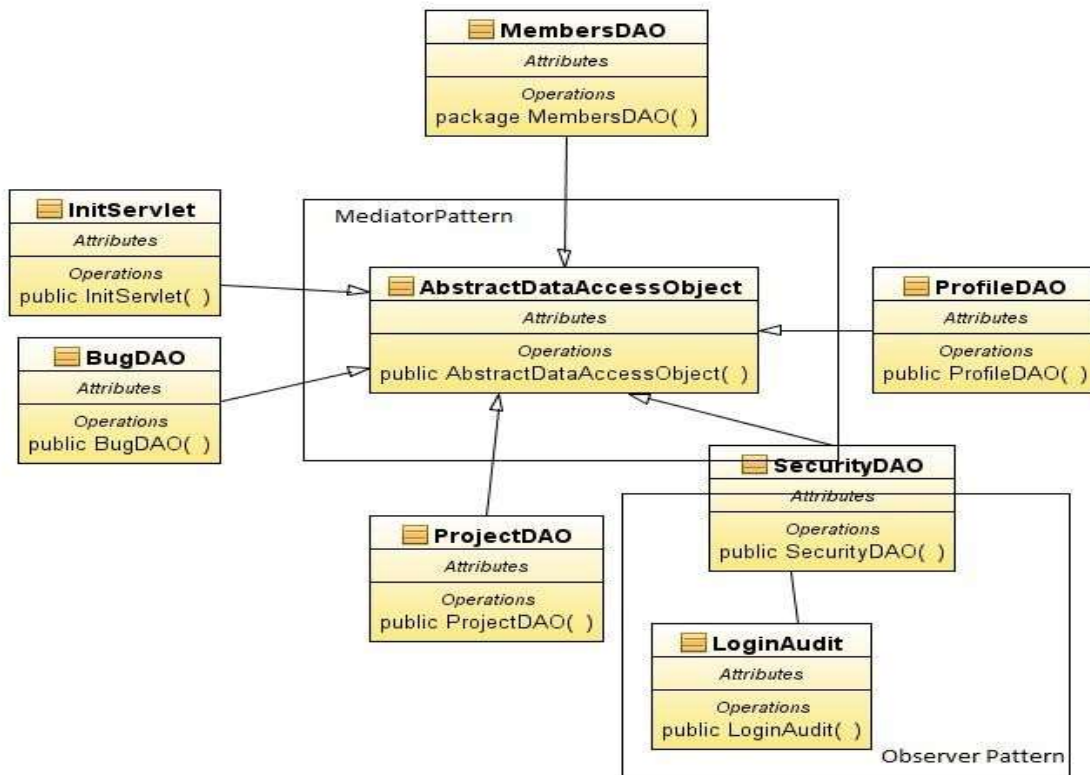 MembersDAO
Attributes
Operations
package MembersDAO( )
InitServlet
Attributes
Operations
public InitServlet( )
MediatorPattern
AbstractDataAccessObject
Attributes
Operations
public AbstractDataAccessObject( )
ProfileDAO
Attributes
Operations
public ProfileDAO( )
BugDAO
Attributes
Operations
public BugDAO( )
SecurityDAO
Attributes
Operations
public SecurityDAO( )
ProjectDAO
Attributes
Operations
public ProjectDAO( )
LoginAudit
Attributes
Operations
public LoginAudit( )
Observer Pattern